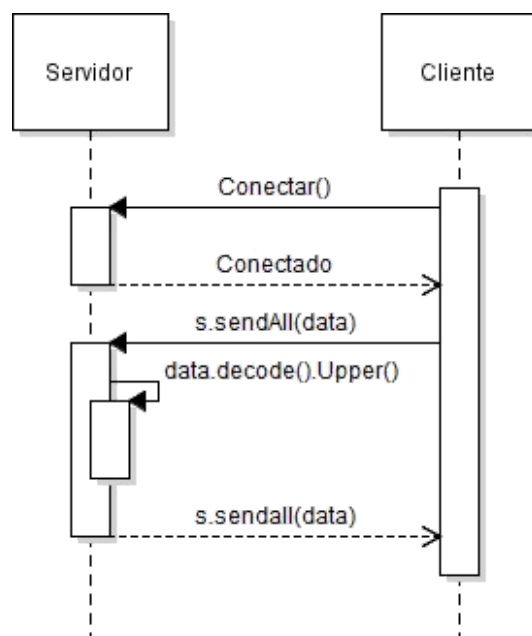 Servidor
Cliente
Conectar()
Conectado
s.sendAll(data)
data.decode().Upper()
s.sendall(data)